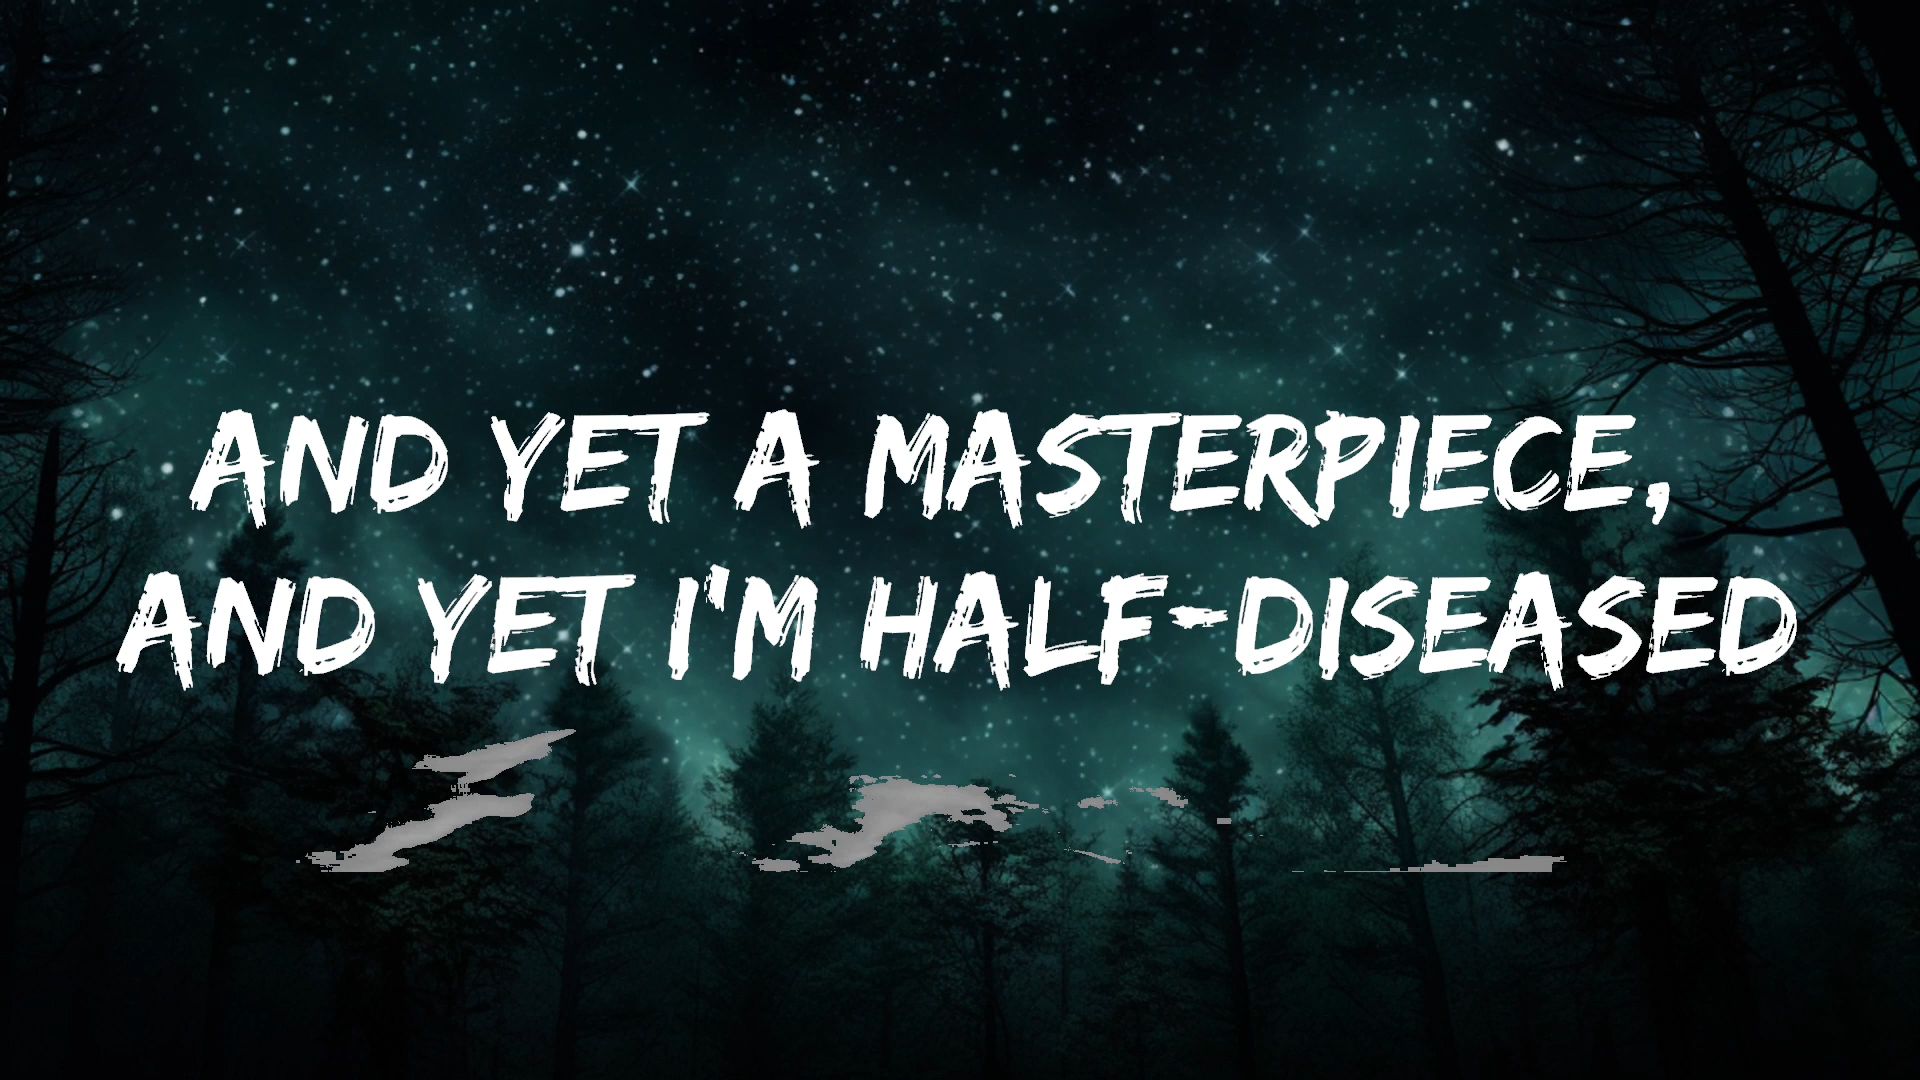 AND YET A MASTERPIECE,
AND YET I'M HALF-DISEASED